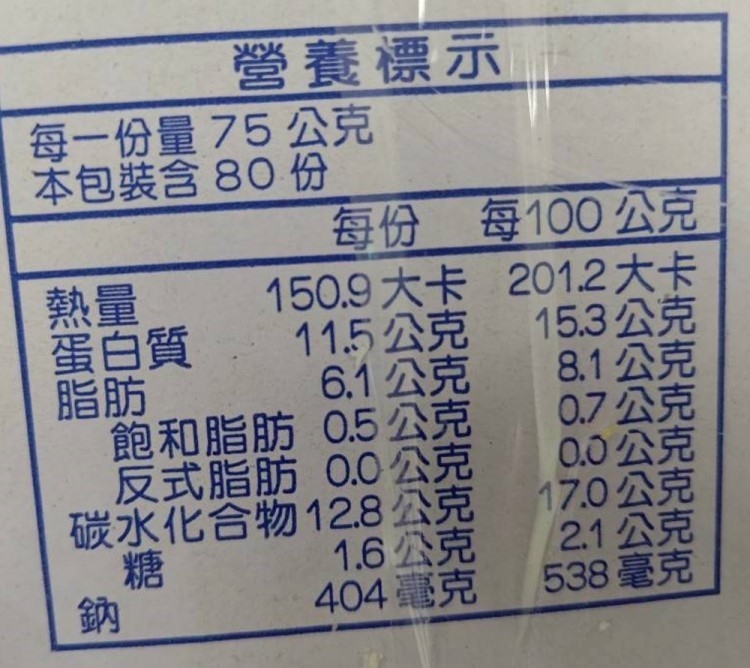 營養標示
每一份量 75 公克
本包裝含 80 份
每份 每100 公克
熱量 150.9 大卡 201.2 大卡
蛋白質 11.5 公克 15.3 公克
脂肪 6.1 公克 8.1 公克
飽和脂肪 0.5 公克 0.7 公克
反式脂肪 0.0 公克 0.0 公克
碳水化合物 12.8 公克 17.0 公克
糖 1.6 公克 2.1 公克
鈉 404 毫克 538 毫克